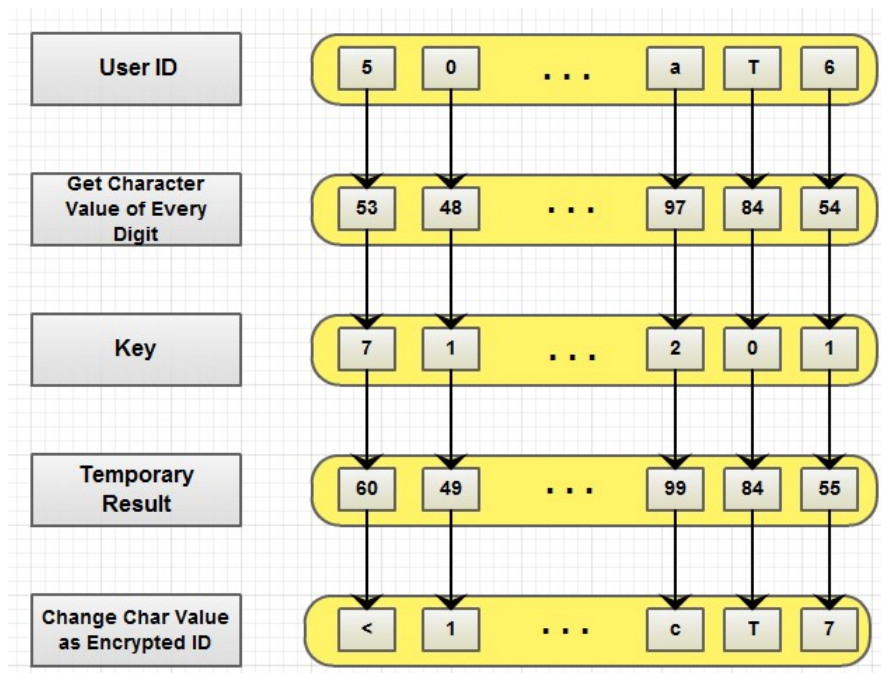 User ID
5 0 . . . a T 6
Get Character
Value of Every
Digit
53 48 . . . 97 84 54
Key
7 1 . . . 2 0 1
Temporary
Result
60 49 . . . 99 84 55
Change Char Value
as Encrypted ID
< 1 . . . c T 7